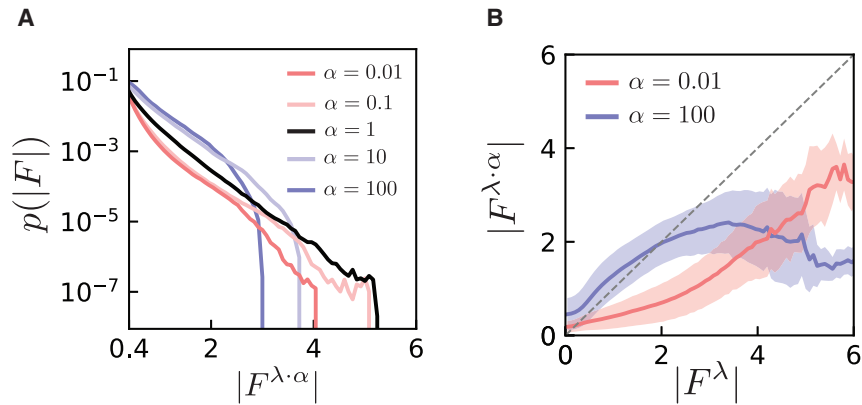 A
p(|F|)
10^{-1}
10^{-3}
10^{-5}
10^{-7}
α = 0.01
α = 0.1
α = 1
α = 10
α = 100
0.4 2 4 6
|F^{λ·α}|
B
|F^{λ·α}|
6
4
2
0
α = 0.01
α = 100
0 2 4 6
|F^{λ}|